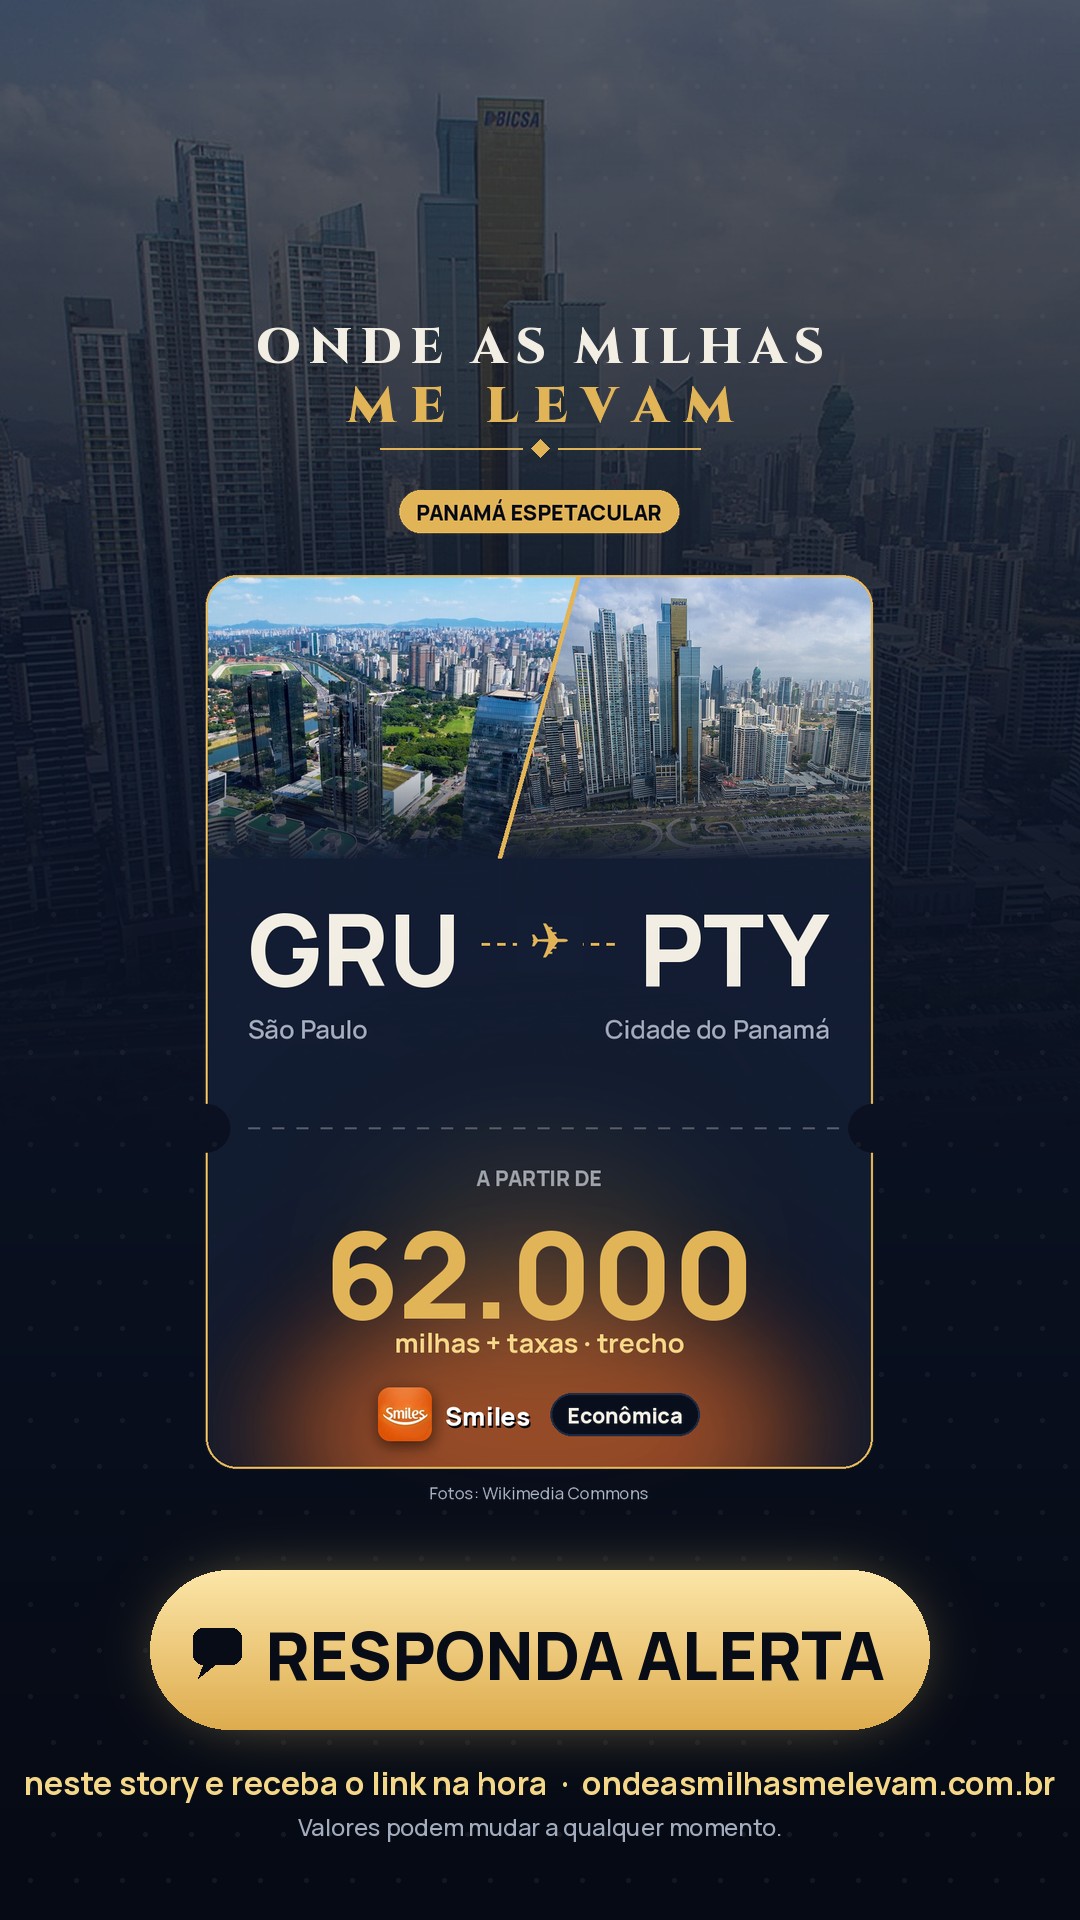 BICSA
ONDE AS MILHAS
ME LEVAM
PANAMÁ ESPETACULAR
GRU
PTY
São Paulo
Cidade do Panamá
A PARTIR DE
62.000
milhas + taxas · trecho
Smiles
Smiles
Econômica
Fotos: Wikimedia Commons
RESPONDA ALERTA
neste story e receba o link na hora · ondeasmilhasmelevam.com.br
Valores podem mudar a qualquer momento.